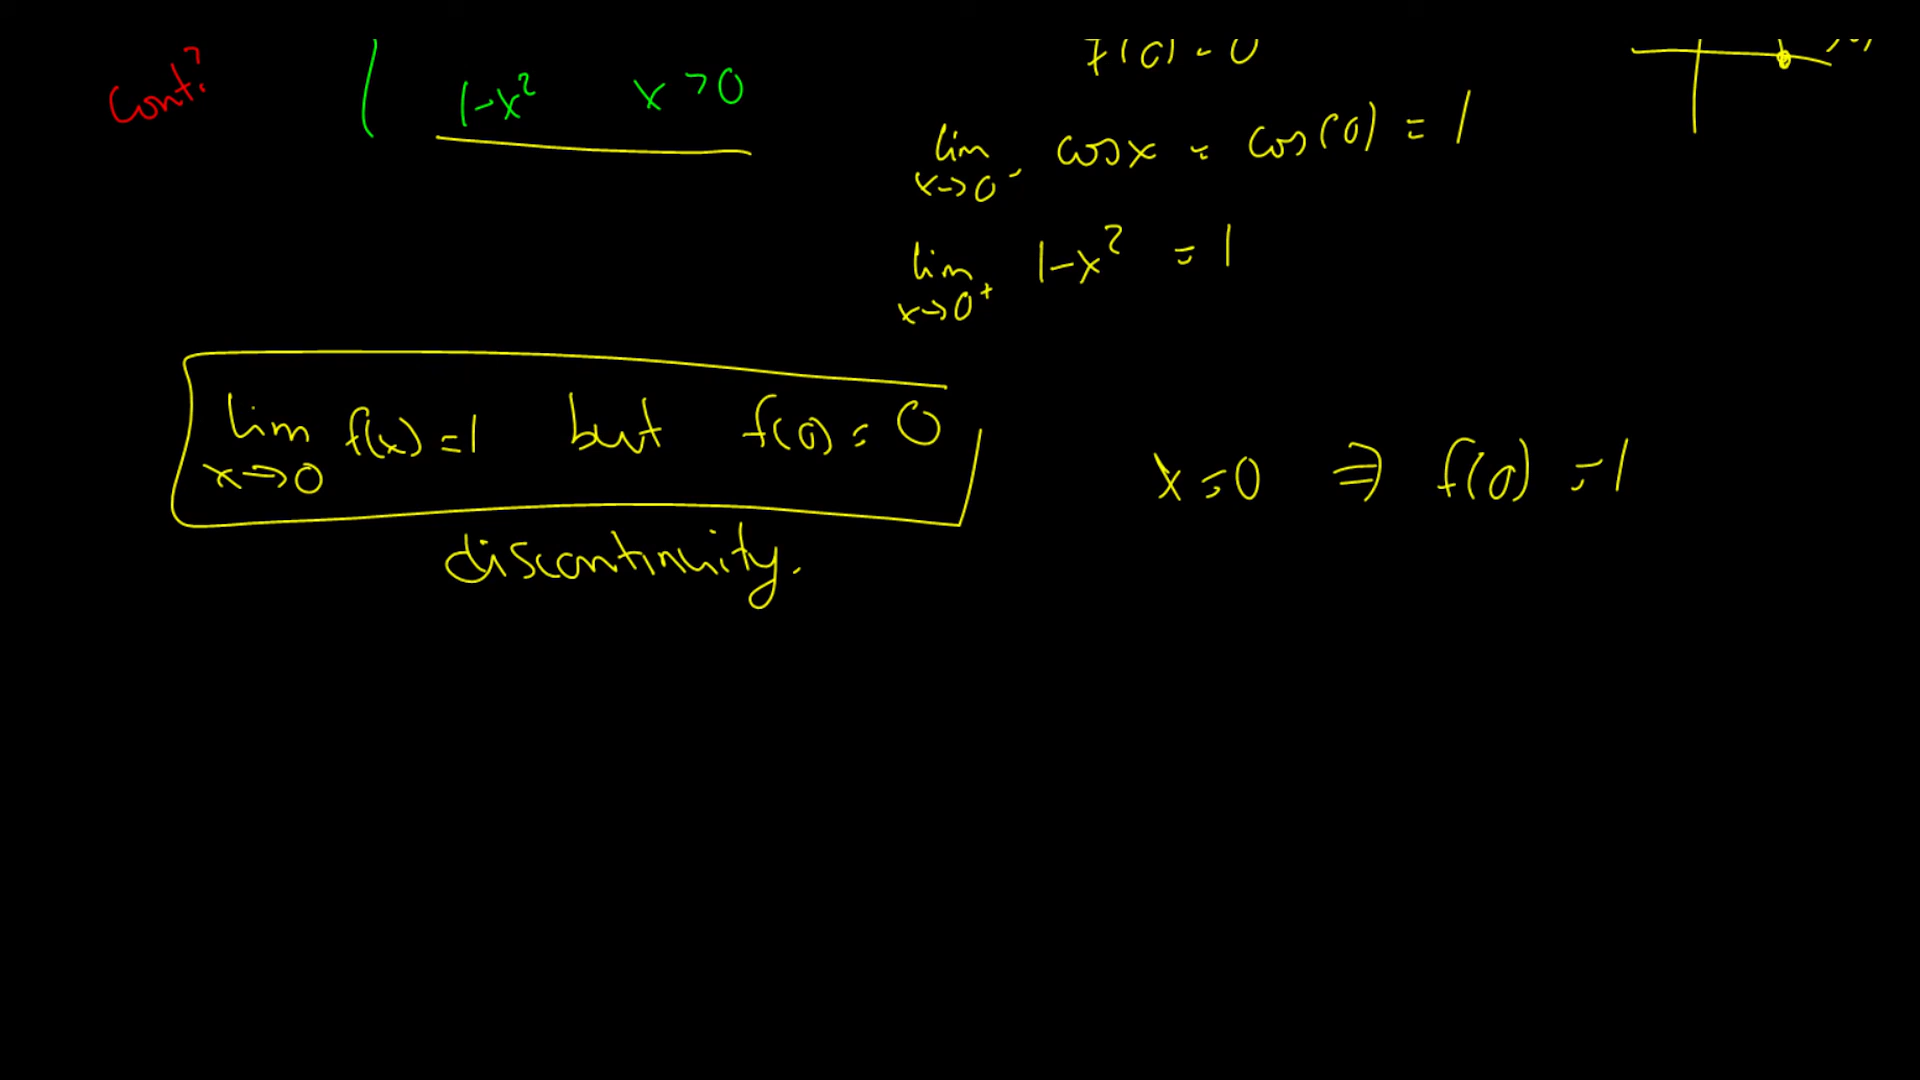 Cont?
1-x² x>0
f(0) = 0
lim x→0⁻ cosx = cos(0) = 1
lim x→0⁺ 1-x² = 1
lim x→0 f(x)=1 but f(0)=0
discontinuity.
x=0 ⇒ f(0)=1